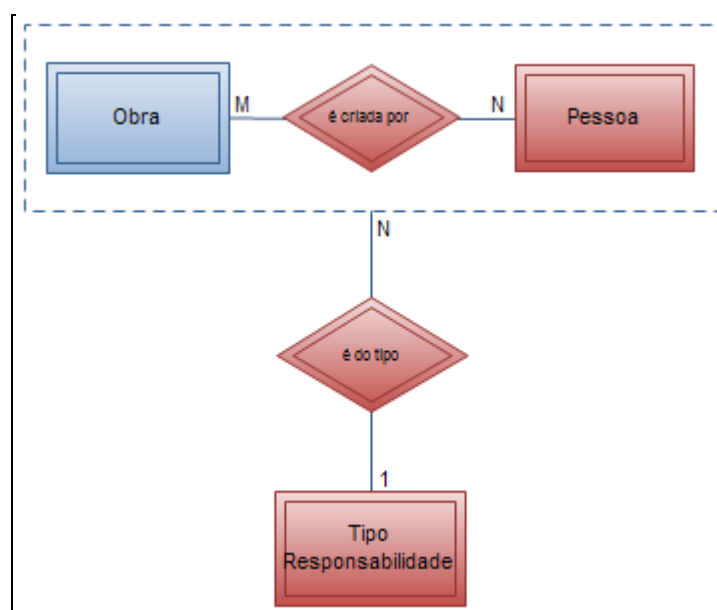 Obra
M
é criada por
N
Pessoa
N
é do tipo
1
Tipo
Responsabilidade